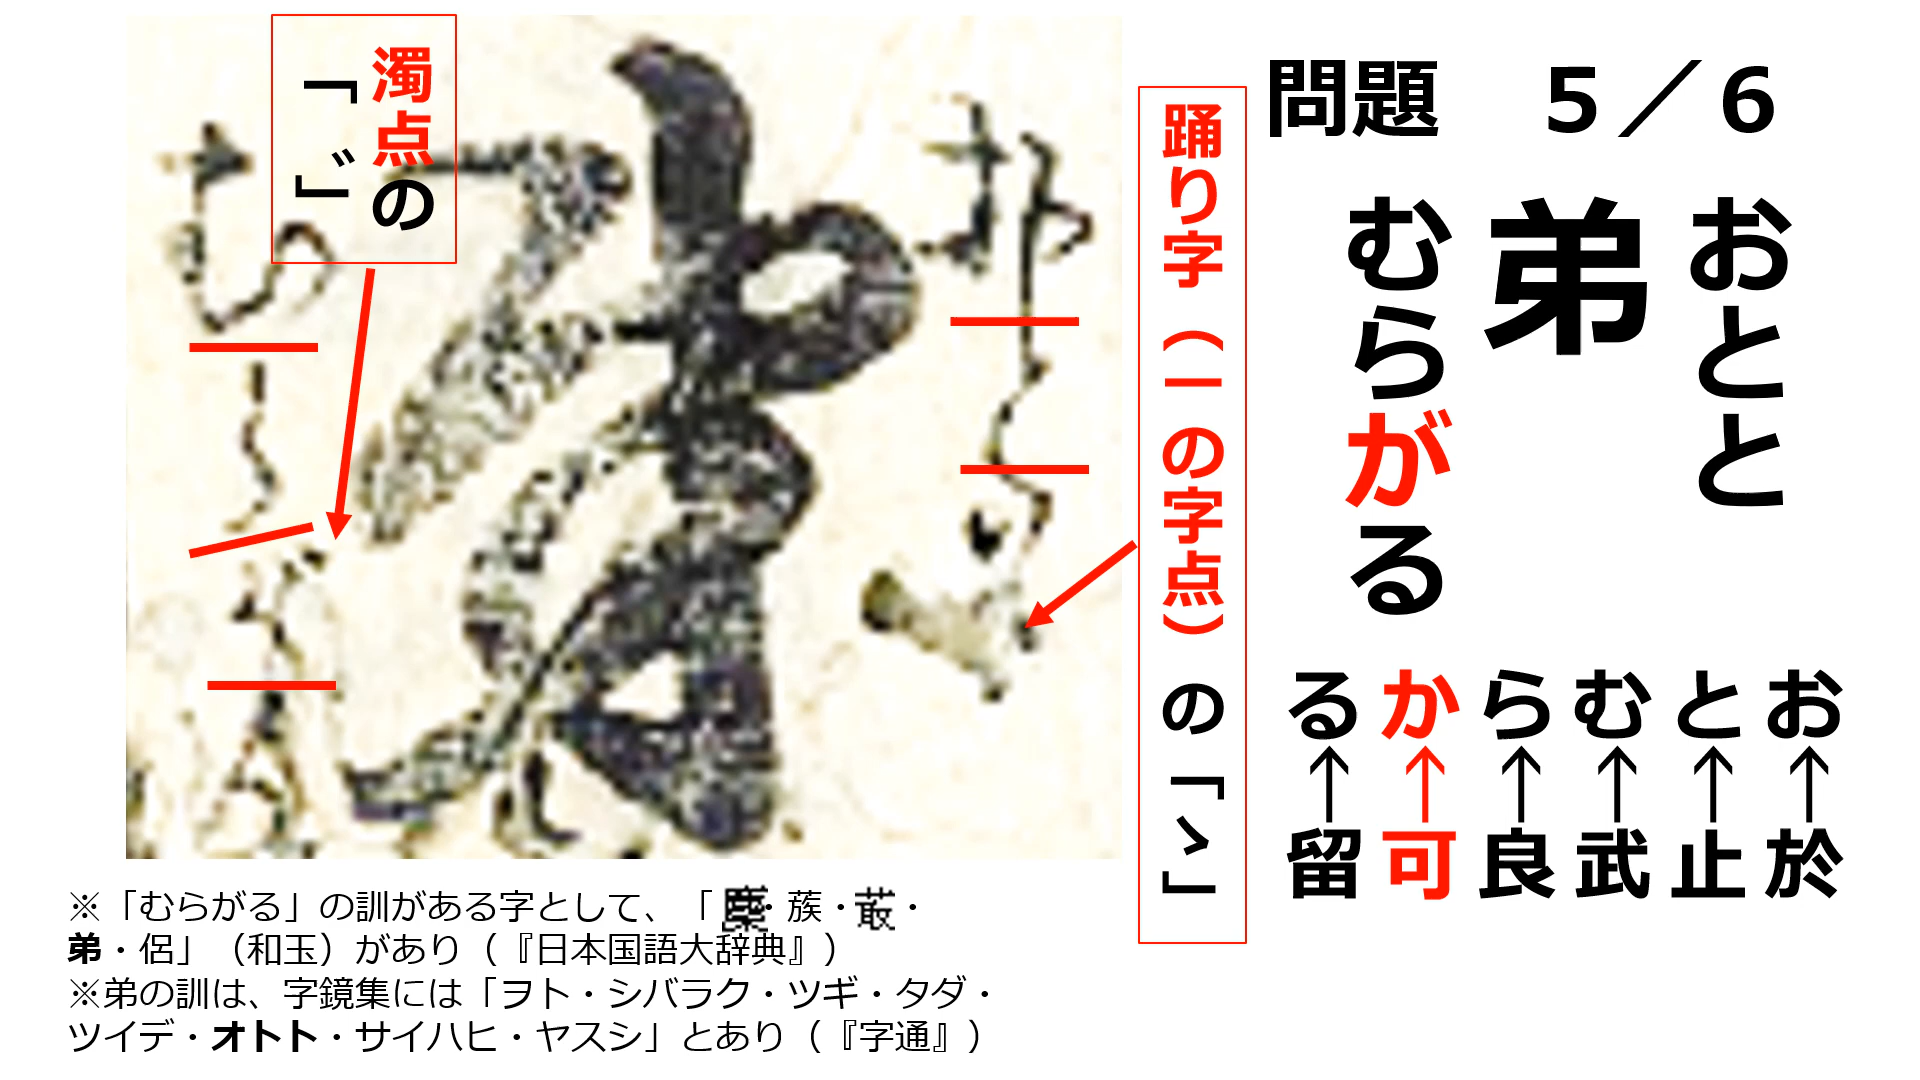 問題　５／６
おとと
弟
むらがる
お←於
と←止
む←武
ら←良
か←可
る←留
踊り字（一の字点）の「ゝ」
濁点の
「゛」
※「むらがる」の訓がある字として、「 ・蔟・ ・
弟・侶」（和玉）があり（『日本国語大辞典』）
※弟の訓は、字鏡集には「ヲト・シバラク・ツギ・タダ・
ツイデ・オトト・サイハヒ・ヤスシ」とあり（『字通』）